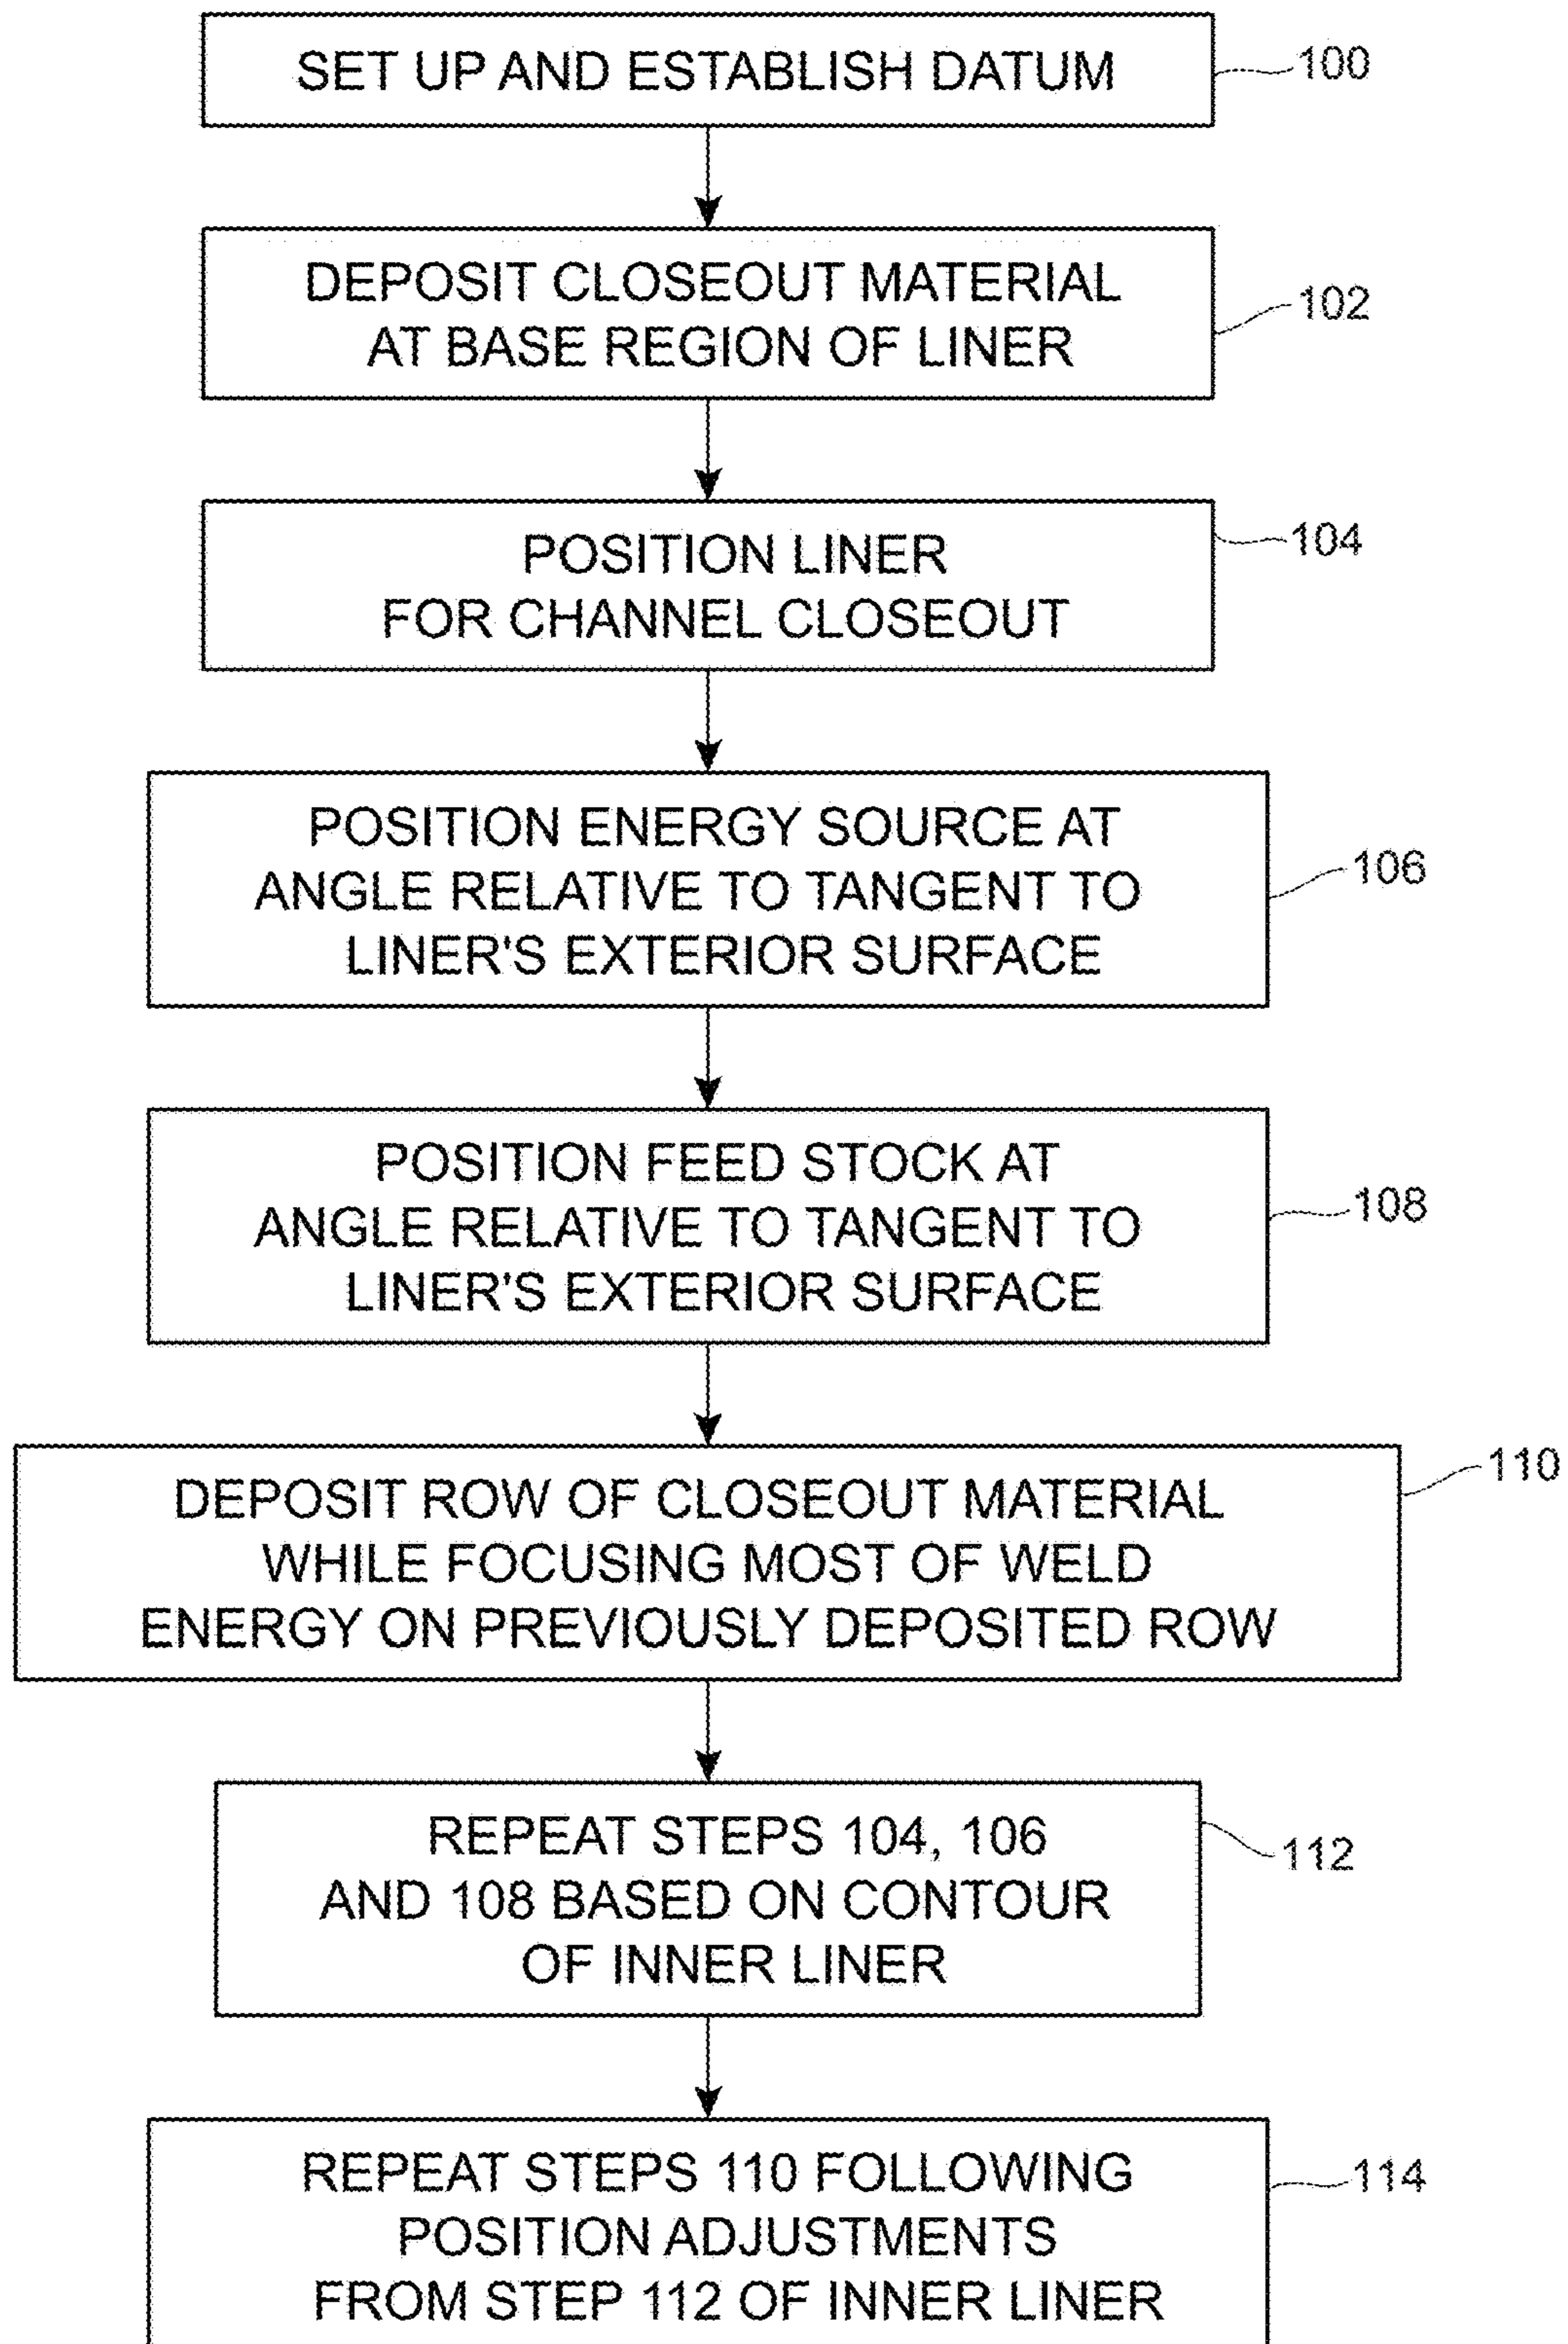 SET UP AND ESTABLISH DATUM
100
DEPOSIT CLOSEOUT MATERIAL
AT BASE REGION OF LINER
102
POSITION LINER
FOR CHANNEL CLOSEOUT
104
POSITION ENERGY SOURCE AT
ANGLE RELATIVE TO TANGENT TO
LINER'S EXTERIOR SURFACE
106
POSITION FEED STOCK AT
ANGLE RELATIVE TO TANGENT TO
LINER'S EXTERIOR SURFACE
108
DEPOSIT ROW OF CLOSEOUT MATERIAL
WHILE FOCUSING MOST OF WELD
ENERGY ON PREVIOUSLY DEPOSITED ROW
110
REPEAT STEPS 104, 106
AND 108 BASED ON CONTOUR
OF INNER LINER
112
REPEAT STEPS 110 FOLLOWING
POSITION ADJUSTMENTS
FROM STEP 112 OF INNER LINER
114